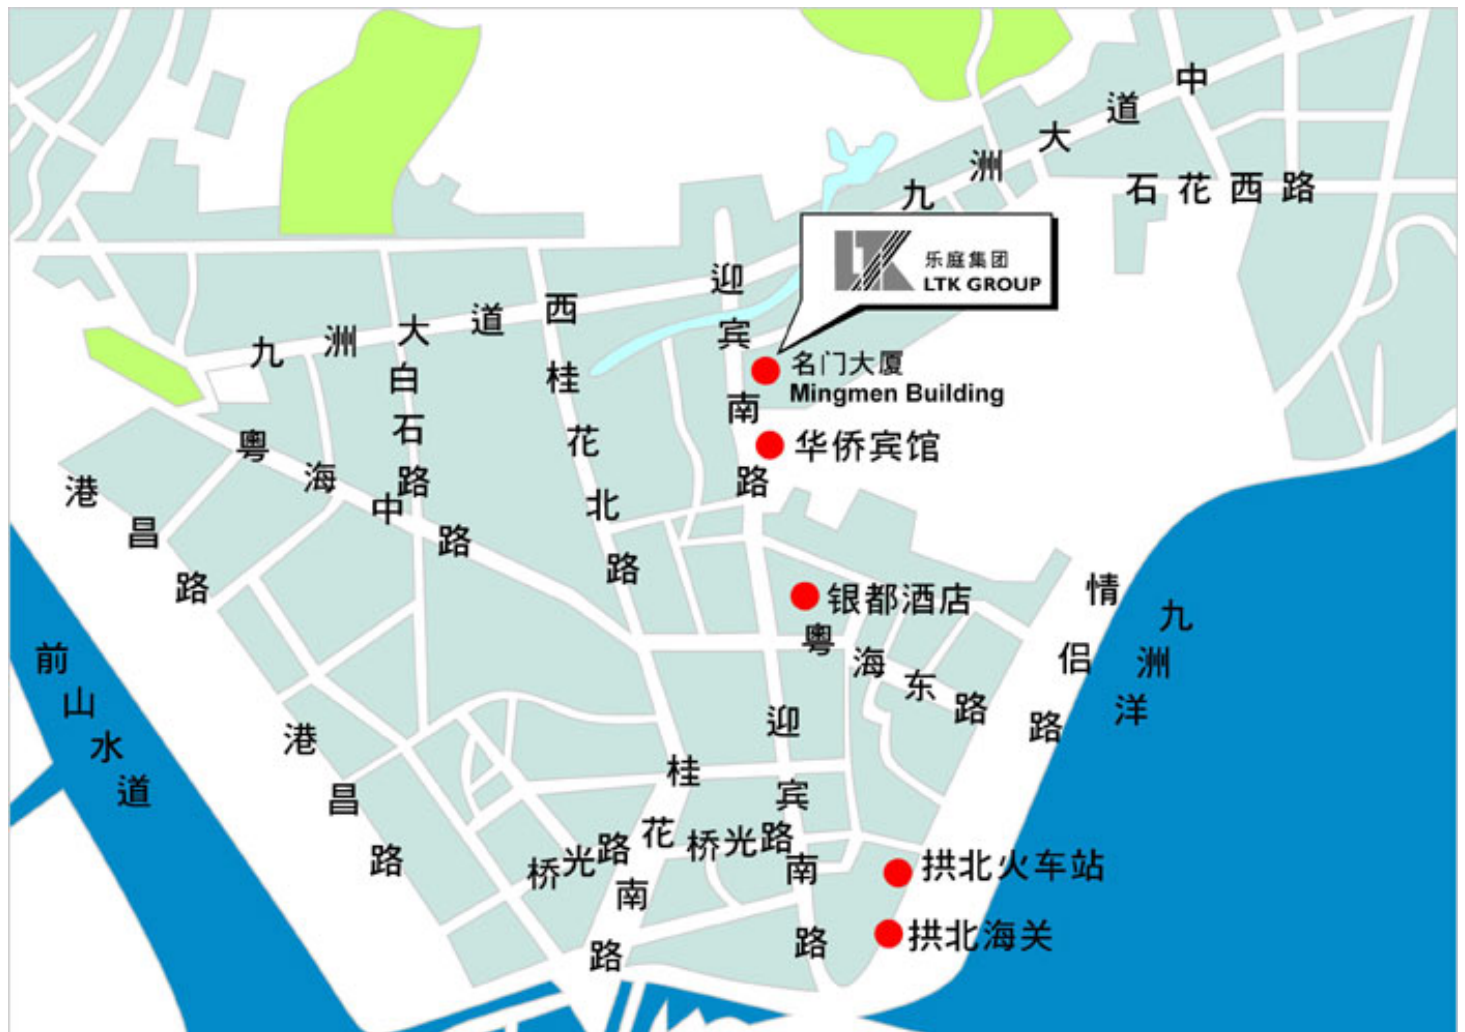 九洲大道中
石花西路
LTK
乐庭集团
LTK GROUP
九洲大道西
迎宾南路
名门大厦
Mingmen Building
华侨宾馆
白石路
桂花北路
粤海中路
港昌路
银都酒店
粤海东路
情侣路
九洲洋
前山水道
港昌路
迎宾南路
桂花南路
桥光路
桥光路
拱北火车站
拱北海关